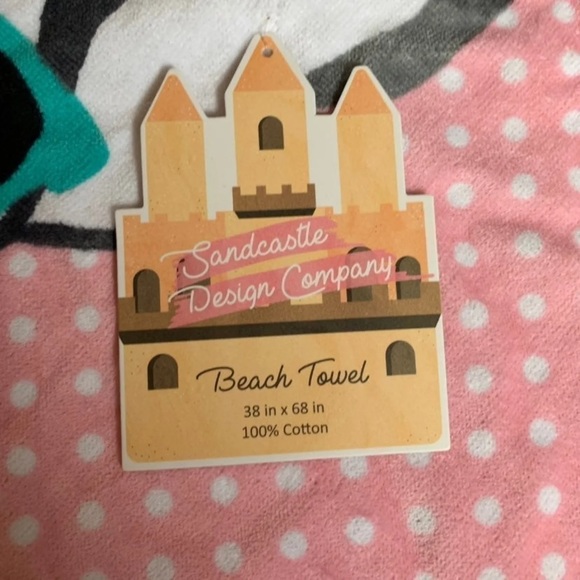 Sandcastle
Design Company
Beach Towel
38 in x 68 in
100% Cotton